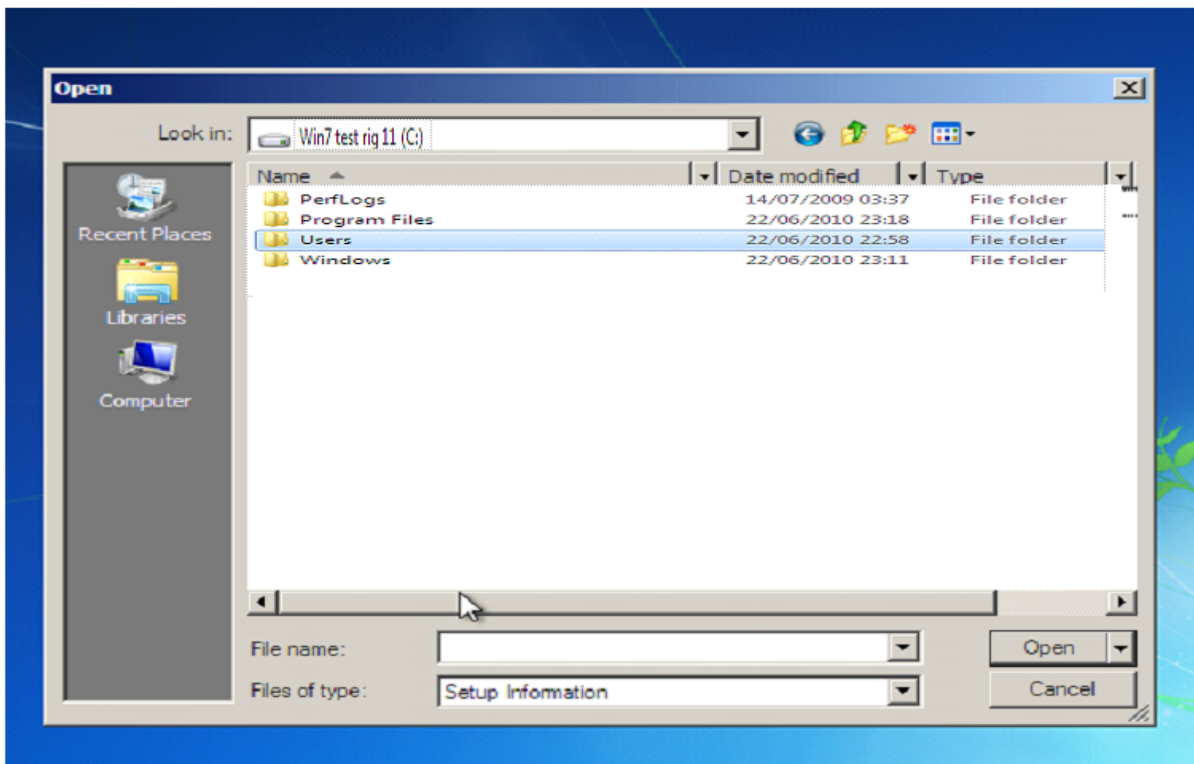 Open
Look in: Win7 test rig 11 (C:)
Name Date modified Type
PerfLogs 14/07/2009 03:37 File folder
Program Files 22/06/2010 23:18 File folder
Users 22/06/2010 22:58 File folder
Windows 22/06/2010 23:11 File folder
Recent Places
Libraries
Computer
File name: Open
Files of type: Setup Information Cancel